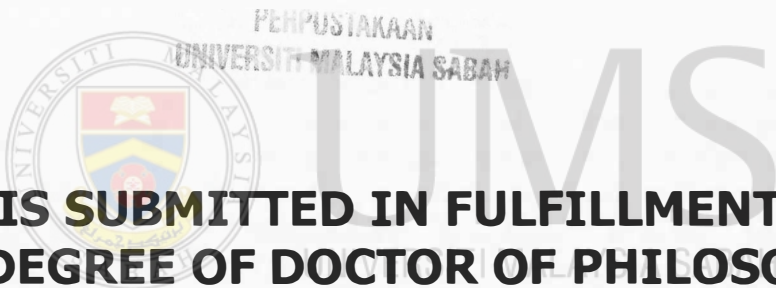 PERPUSTAKAAN
UNIVERSITI MALAYSIA SABAH
UMS
IS SUBMITTED IN FULFILLMENT
DEGREE OF DOCTOR OF PHILOSO